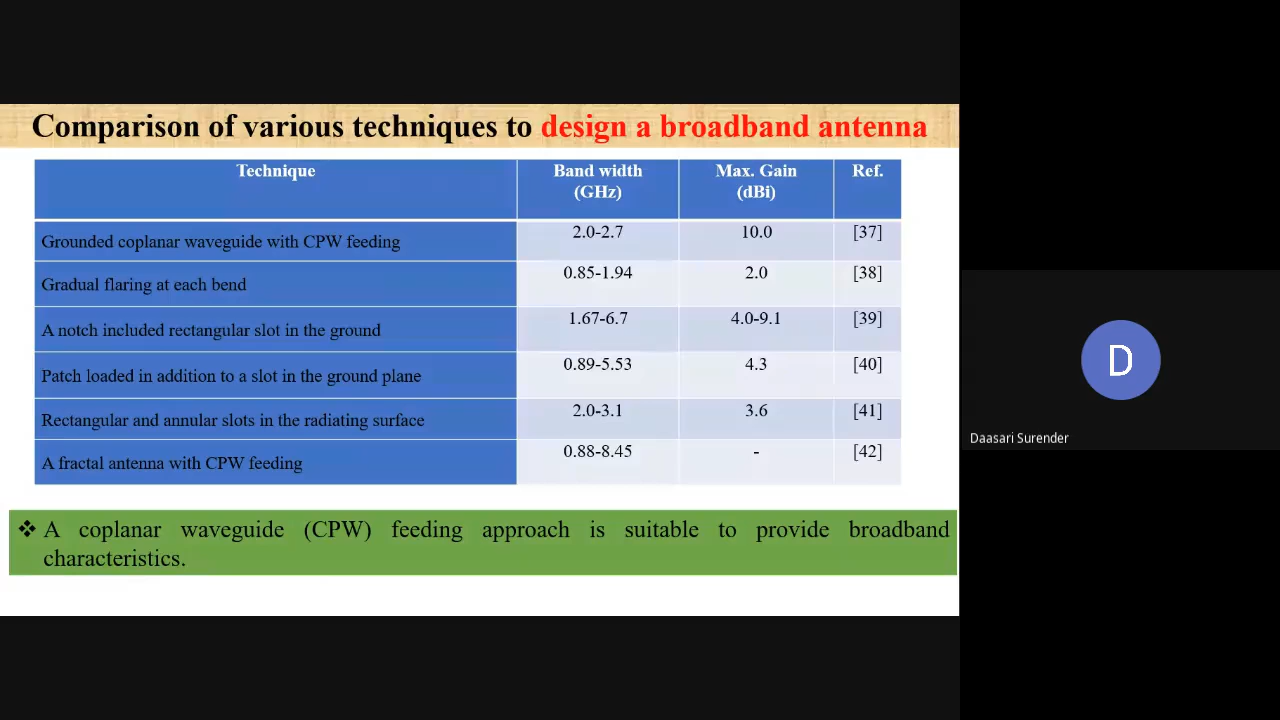 Comparison of various techniques to design a broadband antenna
Technique
Band width
(GHz)
Max. Gain
(dBi)
Ref.
Grounded coplanar waveguide with CPW feeding
2.0-2.7
10.0
[37]
Gradual flaring at each bend
0.85-1.94
2.0
[38]
A notch included rectangular slot in the ground
1.67-6.7
4.0-9.1
[39]
Patch loaded in addition to a slot in the ground plane
0.89-5.53
4.3
[40]
Rectangular and annular slots in the radiating surface
2.0-3.1
3.6
[41]
A fractal antenna with CPW feeding
0.88-8.45
-
[42]
❖ A coplanar waveguide (CPW) feeding approach is suitable to provide broadband
characteristics.
D
Daasari Surender